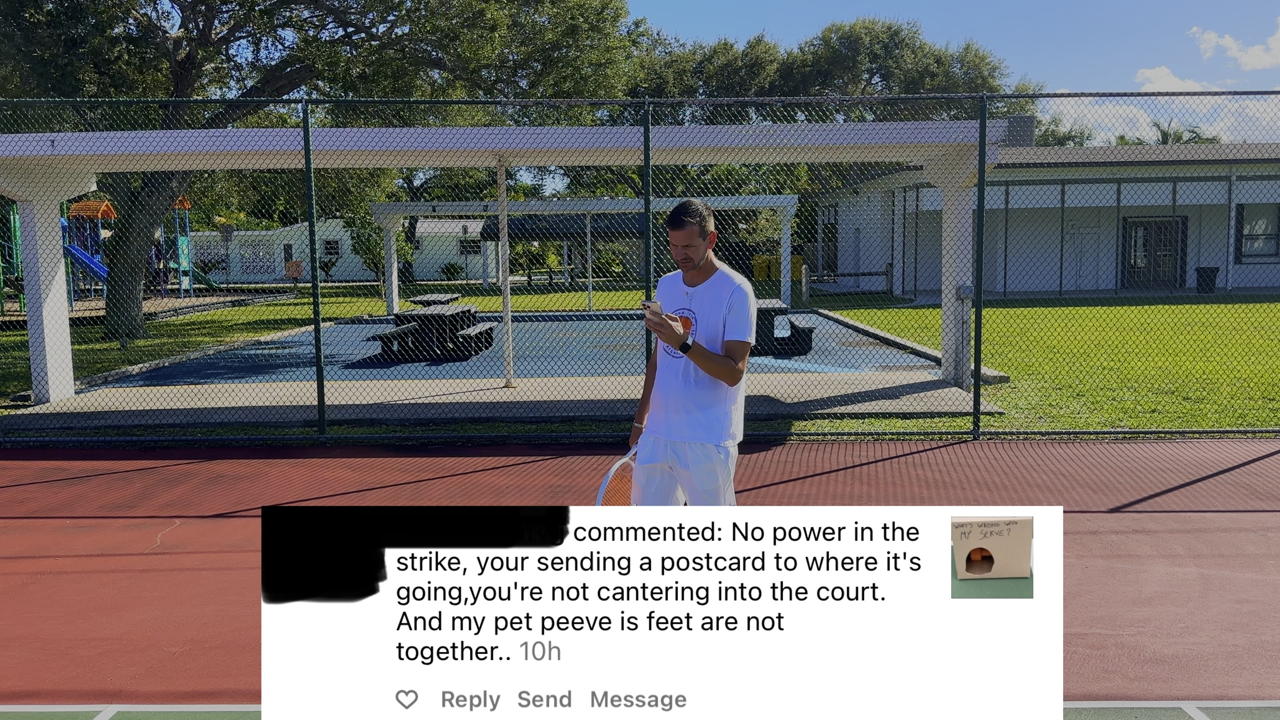 commented: No power in the
strike, your sending a postcard to where it's
going,you're not cantering into the court.
And my pet peeve is feet are not
together.. 10h
Reply Send Message
WHAT'S WRONG WITH
MY SERVE?